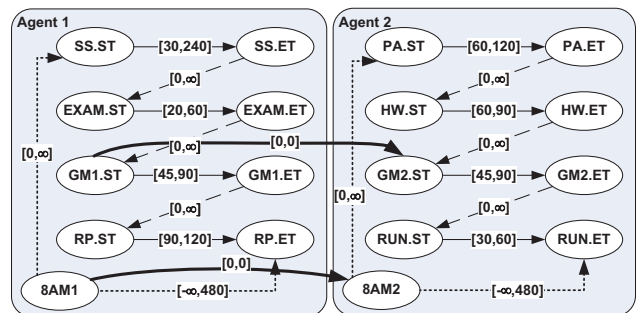 Agent 1
SS.ST [30,240] SS.ET
[0,∞]
EXAM.ST [20,60] EXAM.ET
[0,∞]
[0,∞] [0,0]
GM1.ST [45,90] GM1.ET
[0,∞]
RP.ST [90,120] RP.ET
[0,0]
8AM1 [-∞,480]
Agent 2
PA.ST [60,120] PA.ET
[0,∞]
HW.ST [60,90] HW.ET
[0,∞]
GM2.ST [45,90] GM2.ET
[0,∞] [0,∞]
RUN.ST [30,60] RUN.ET
8AM2 [-∞,480]